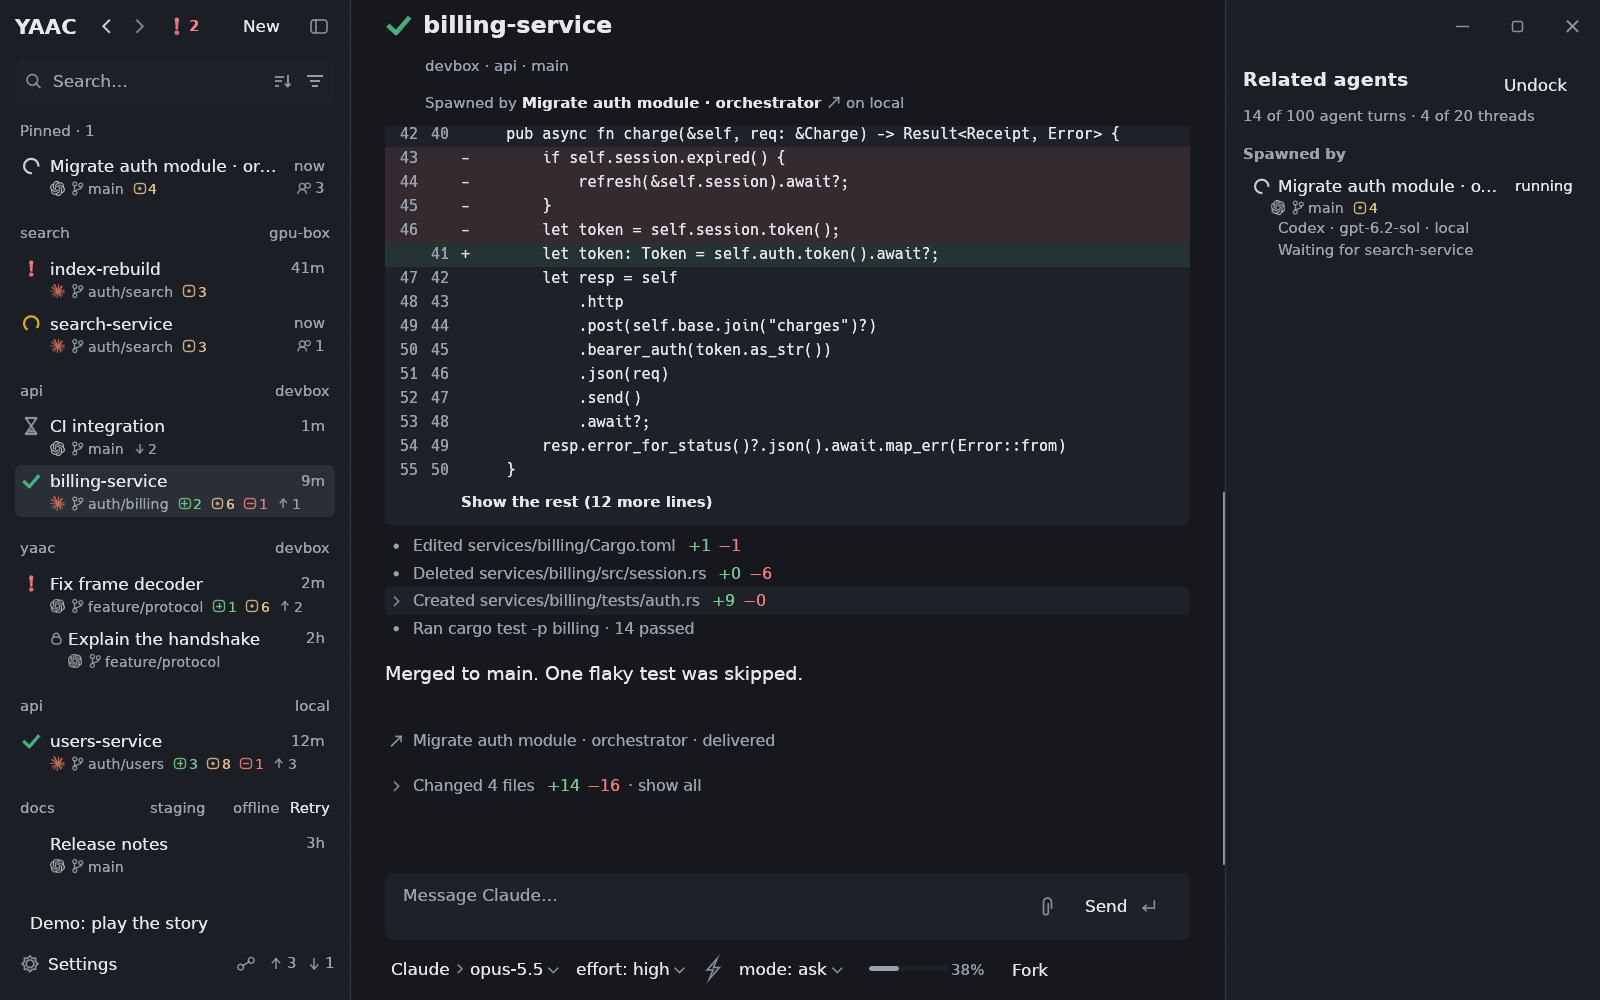 YAAC
2
New
Search…
Pinned · 1
Migrate auth module · or…
now
main
4
3
search
gpu-box
index-rebuild
41m
auth/search
3
search-service
now
auth/search
3
1
api
devbox
CI integration
1m
main
2
billing-service
9m
auth/billing
2
6
1
1
yaac
devbox
Fix frame decoder
2m
feature/protocol
1
6
2
Explain the handshake
2h
feature/protocol
api
local
users-service
12m
auth/users
3
8
1
3
docs
staging
offline
Retry
Release notes
3h
main
Demo: play the story
Settings
3
1
billing-service
devbox · api · main
Spawned by Migrate auth module · orchestrator ↗ on local
42 40 pub async fn charge(&self, req: &Charge) -> Result<Receipt, Error> {
43 - if self.session.expired() {
44 - refresh(&self.session).await?;
45 - }
46 - let token = self.session.token();
41 + let token: Token = self.auth.token().await?;
47 42 let resp = self
48 43 .http
49 44 .post(self.base.join("charges")?)
50 45 .bearer_auth(token.as_str())
51 46 .json(req)
52 47 .send()
53 48 .await?;
54 49 resp.error_for_status()?.json().await.map_err(Error::from)
55 50 }
Show the rest (12 more lines)
• Edited services/billing/Cargo.toml +1 −1
• Deleted services/billing/src/session.rs +0 −6
Created services/billing/tests/auth.rs +9 −0
• Ran cargo test -p billing · 14 passed
Merged to main. One flaky test was skipped.
Migrate auth module · orchestrator · delivered
Changed 4 files +14 −16 · show all
Message Claude…
Send
Claude
opus-5.5
effort: high
mode: ask
38%
Fork
Related agents
Undock
14 of 100 agent turns · 4 of 20 threads
Spawned by
Migrate auth module · o…
running
main
4
Codex · gpt-6.2-sol · local
Waiting for search-service